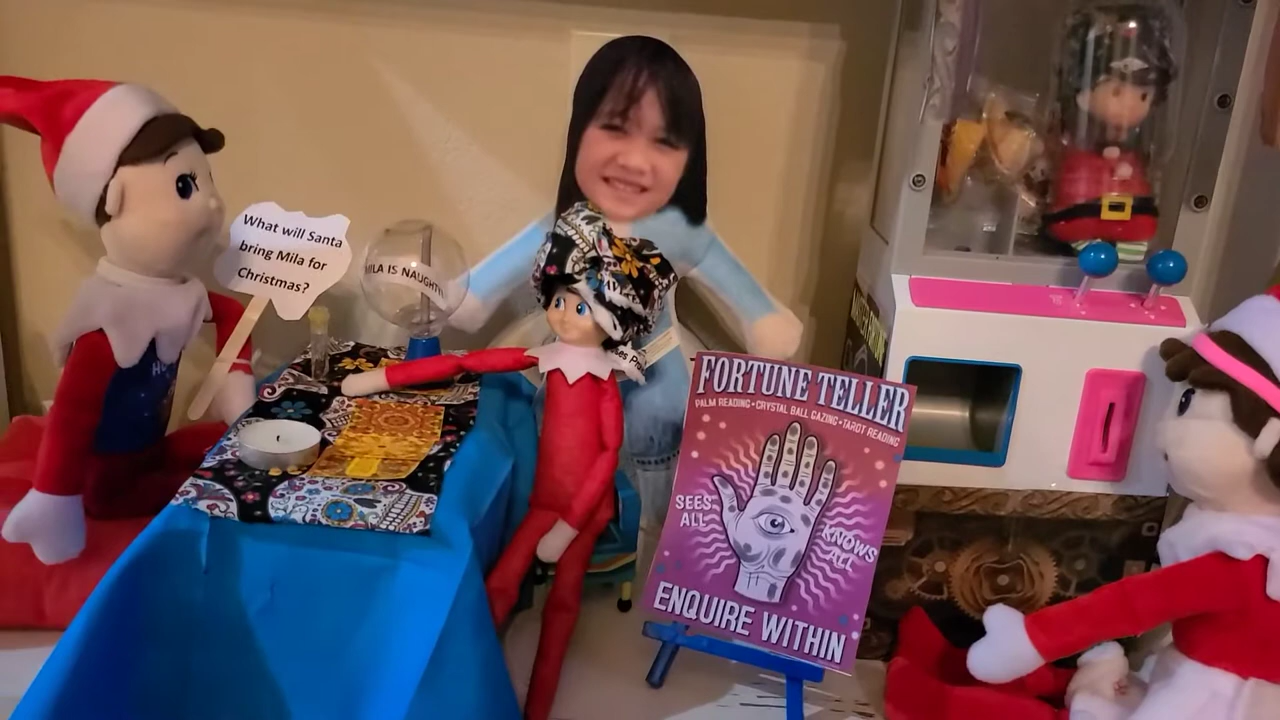 What will Santa
bring Mila for
Christmas?
MILA IS NAUGHTY
FORTUNE TELLER
PALM READING • CRYSTAL BALL GAZING • TAROT READING
SEES
ALL
KNOWS
ALL
ENQUIRE WITHIN